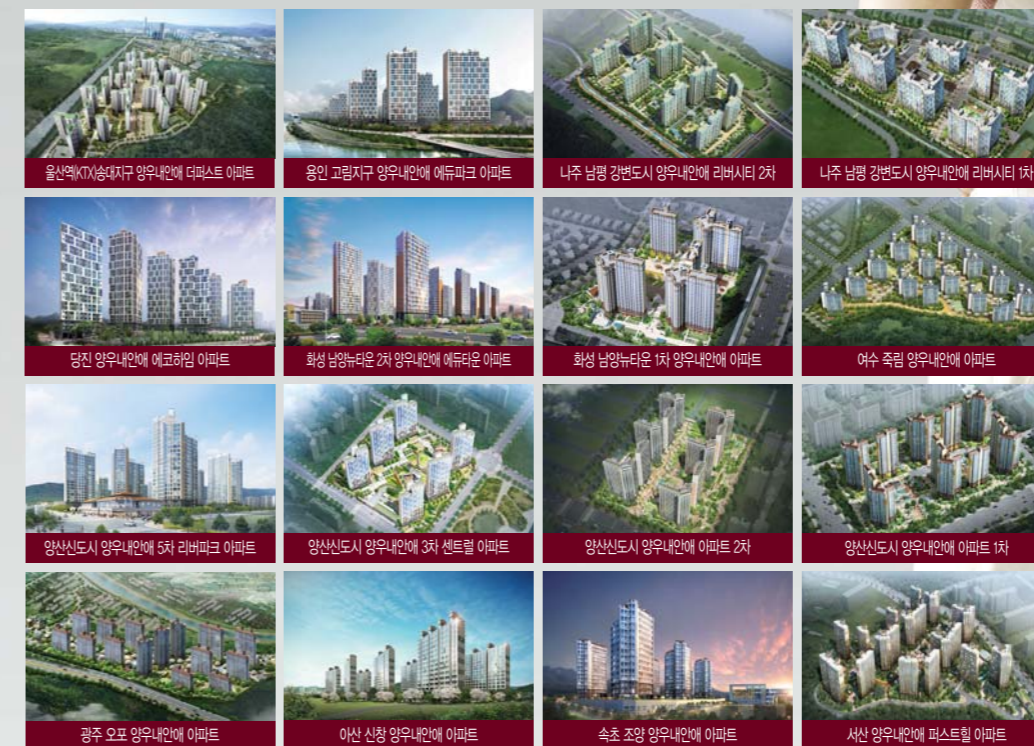 울산역(KTX)송대지구 양우내안애 더퍼스트 아파트
용인 고림지구 양우내안애 에듀파크 아파트
나주 남평 강변도시 양우내안애 리버시티 2차
나주 남평 강변도시 양우내안애 리버시티 1차
당진 양우내안애 에코하임 아파트
화성 남양뉴타운 2차 양우내안애 에듀타운 아파트
화성 남양뉴타운 1차 양우내안애 아파트
여수 죽림 양우내안애 아파트
양산신도시 양우내안애 5차 리버파크 아파트
양산신도시 양우내안애 3차 센트럴 아파트
양산신도시 양우내안애 아파트 2차
양산신도시 양우내안애 아파트 1차
광주 오포 양우내안애 아파트
아산 신창 양우내안애 아파트
속초 조양 양우내안애 아파트
서산 양우내안애 퍼스트힐 아파트